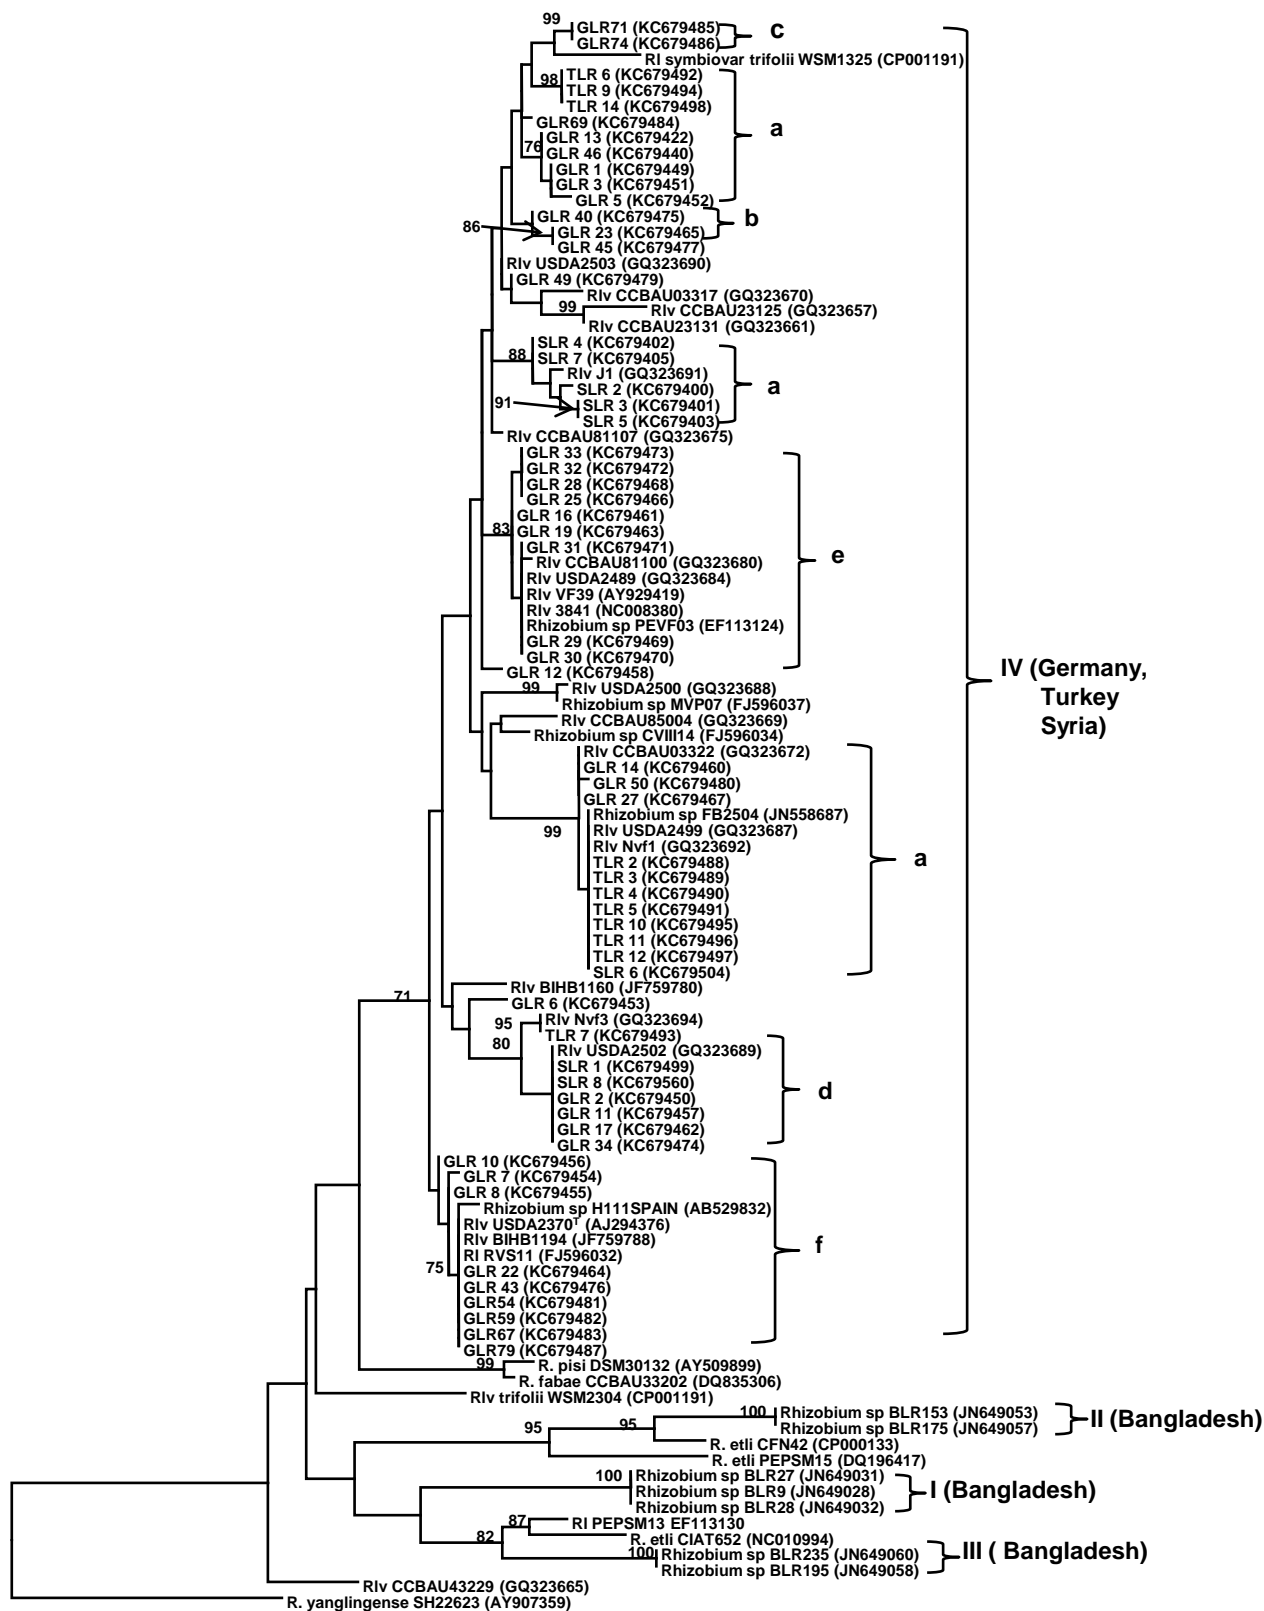 99
GLR71 (KC679485)
GLR74 (KC679486)
c
Rl symbiovar trifolii WSM1325 (CP001191)
98
TLR 6 (KC679492)
TLR 9 (KC679494)
TLR 14 (KC679498)
GLR69 (KC679484)
a
76
GLR 13 (KC679422)
GLR 46 (KC679440)
GLR 1 (KC679449)
GLR 3 (KC679451)
GLR 5 (KC679452)
86
GLR 40 (KC679475)
GLR 23 (KC679465)
b
GLR 45 (KC679477)
Rlv USDA2503 (GQ323690)
GLR 49 (KC679479)
Rlv CCBAU03317 (GQ323670)
99
Rlv CCBAU23125 (GQ323657)
Rlv CCBAU23131 (GQ323661)
88
SLR 4 (KC679402)
SLR 7 (KC679405)
Rlv J1 (GQ323691)
a
SLR 2 (KC679400)
91
SLR 3 (KC679401)
SLR 5 (KC679403)
Rlv CCBAU81107 (GQ323675)
GLR 33 (KC679473)
GLR 32 (KC679472)
GLR 28 (KC679468)
GLR 25 (KC679466)
GLR 16 (KC679461)
83
GLR 19 (KC679463)
GLR 31 (KC679471)
e
Rlv CCBAU81100 (GQ323680)
Rlv USDA2489 (GQ323684)
Rlv VF39 (AY929419)
Rlv 3841 (NC008380)
Rhizobium sp PEVF03 (EF113124)
GLR 29 (KC679469)
GLR 30 (KC679470)
GLR 12 (KC679458)
IV (Germany,
Turkey
Syria)
99
Rlv USDA2500 (GQ323688)
Rhizobium sp MVP07 (FJ596037)
Rlv CCBAU85004 (GQ323669)
Rhizobium sp CVIII14 (FJ596034)
Rlv CCBAU03322 (GQ323672)
GLR 14 (KC679460)
GLR 50 (KC679480)
GLR 27 (KC679467)
99
Rhizobium sp FB2504 (JN558687)
Rlv USDA2499 (GQ323687)
Rlv Nvf1 (GQ323692)
a
TLR 2 (KC679488)
TLR 3 (KC679489)
TLR 4 (KC679490)
TLR 5 (KC679491)
TLR 10 (KC679495)
TLR 11 (KC679496)
TLR 12 (KC679497)
SLR 6 (KC679504)
71
Rlv BIHB1160 (JF759780)
GLR 6 (KC679453)
95
Rlv Nvf3 (GQ323694)
TLR 7 (KC679493)
80
Rlv USDA2502 (GQ323689)
SLR 1 (KC679499)
SLR 8 (KC679560)
d
GLR 2 (KC679450)
GLR 11 (KC679457)
GLR 17 (KC679462)
GLR 34 (KC679474)
GLR 10 (KC679456)
GLR 7 (KC679454)
GLR 8 (KC679455)
Rhizobium sp H111SPAIN (AB529832)
Rlv USDA2370ᵀ (AJ294376)
Rlv BIHB1194 (JF759788)
f
Rl RVS11 (FJ596032)
75
GLR 22 (KC679464)
GLR 43 (KC679476)
GLR54 (KC679481)
GLR59 (KC679482)
GLR67 (KC679483)
GLR79 (KC679487)
99
R. pisi DSM30132 (AY509899)
R. fabae CCBAU33202 (DQ835306)
Rlv trifolii WSM2304 (CP001191)
100
Rhizobium sp BLR153 (JN649053)
Rhizobium sp BLR175 (JN649057)
II (Bangladesh)
95
95
R. etli CFN42 (CP000133)
R. etli PEPSM15 (DQ196417)
100
Rhizobium sp BLR27 (JN649031)
Rhizobium sp BLR9 (JN649028)
Rhizobium sp BLR28 (JN649032)
I (Bangladesh)
87
Rl PEPSM13 EF113130
82
R. etli CIAT652 (NC010994)
100
Rhizobium sp BLR235 (JN649060)
Rhizobium sp BLR195 (JN649058)
III ( Bangladesh)
Rlv CCBAU43229 (GQ323665)
R. yanglingense SH22623 (AY907359)